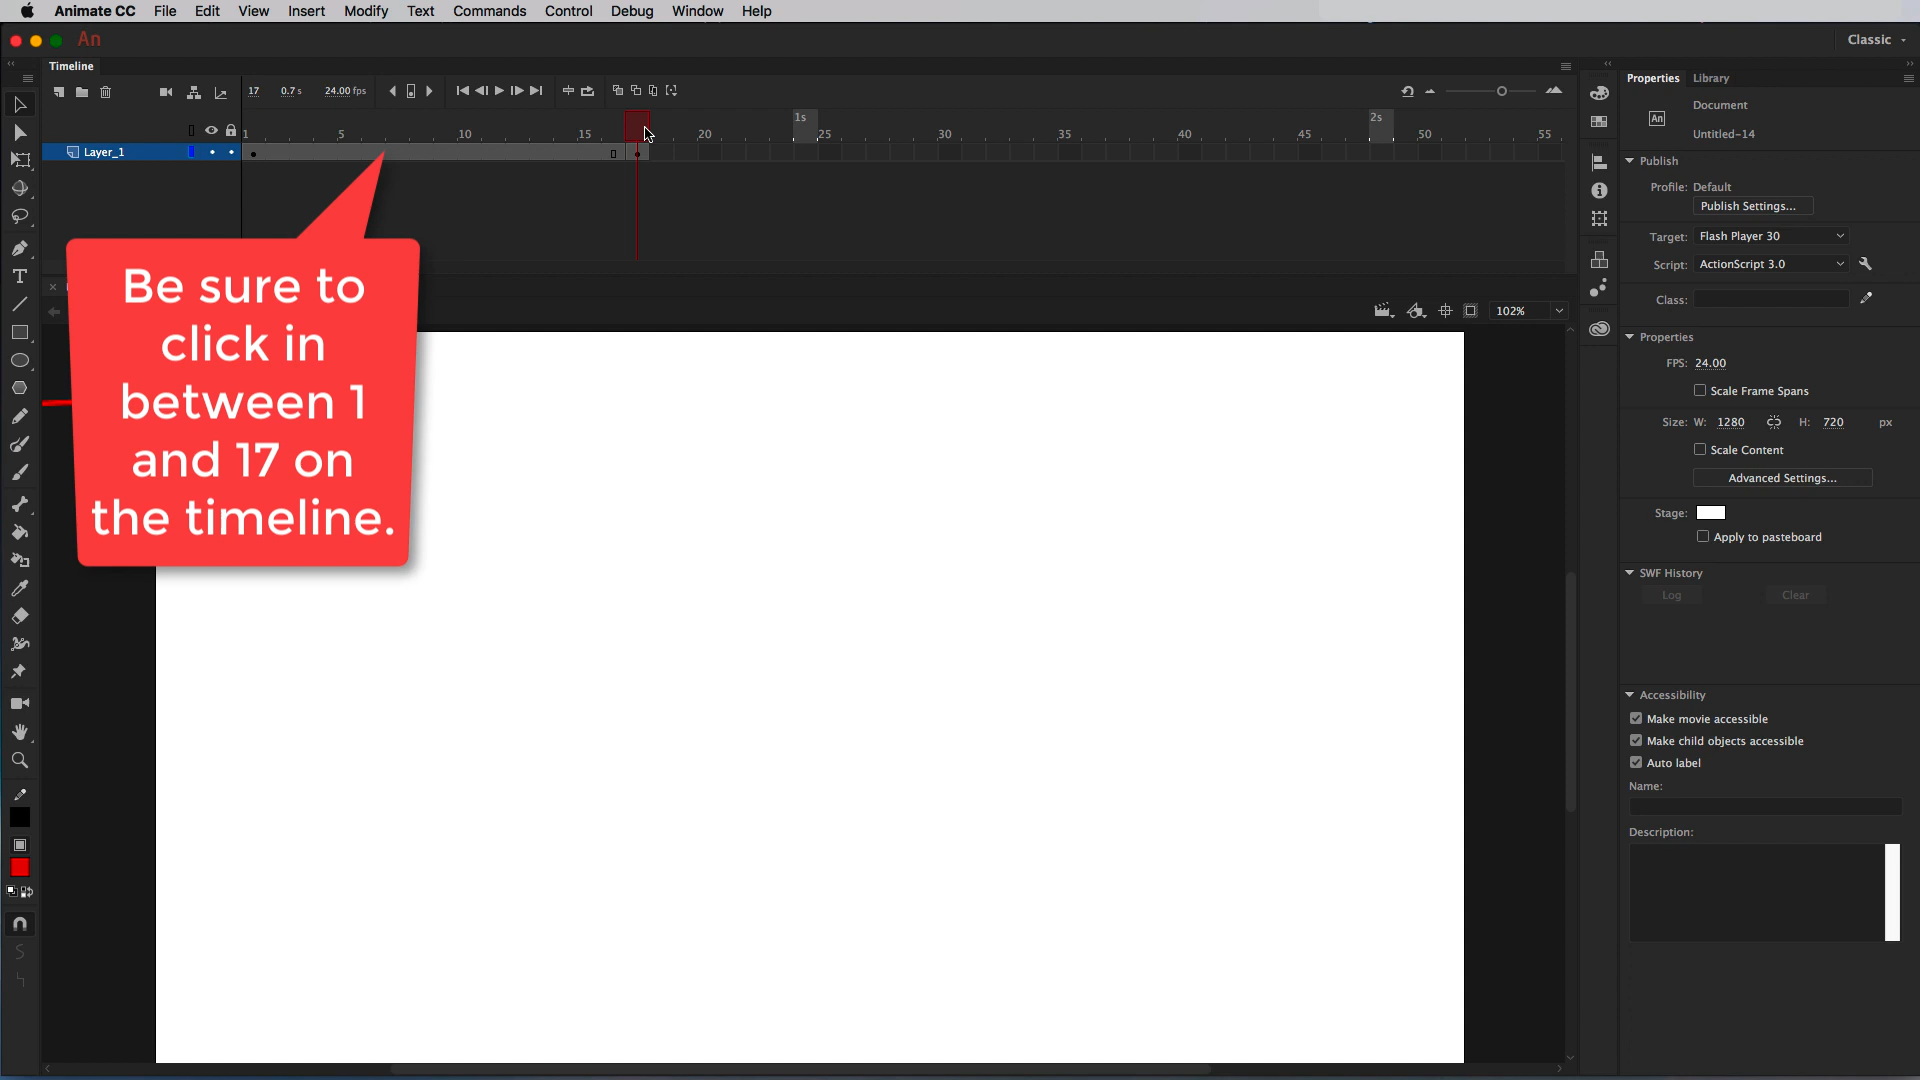 Animate CC File Edit View Insert Modify Text Commands Control Debug Window Help
An Classic
Timeline
17 0.7 s 24.00 fps
1s 2s
1 5 10 15 20 25 30 35 40 45 50 55
Layer_1
Be sure to
click in
between 1
and 17 on
the timeline.
102%
Properties Library
Document
An
Untitled-14
Publish
Profile: Default
Publish Settings...
Target: Flash Player 30
Script: ActionScript 3.0
Class:
Properties
FPS: 24.00
Scale Frame Spans
Size: W: 1280 H: 720 px
Scale Content
Advanced Settings...
Stage:
Apply to pasteboard
SWF History
Log Clear
Accessibility
Make movie accessible
Make child objects accessible
Auto label
Name:
Description: